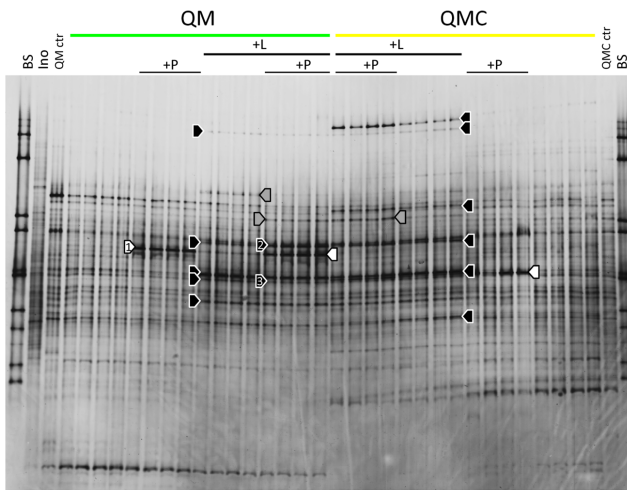 QM QMC
+L +L
+P +P +P +P
BS Ino QM ctr QMC ctr BS
1 2
3